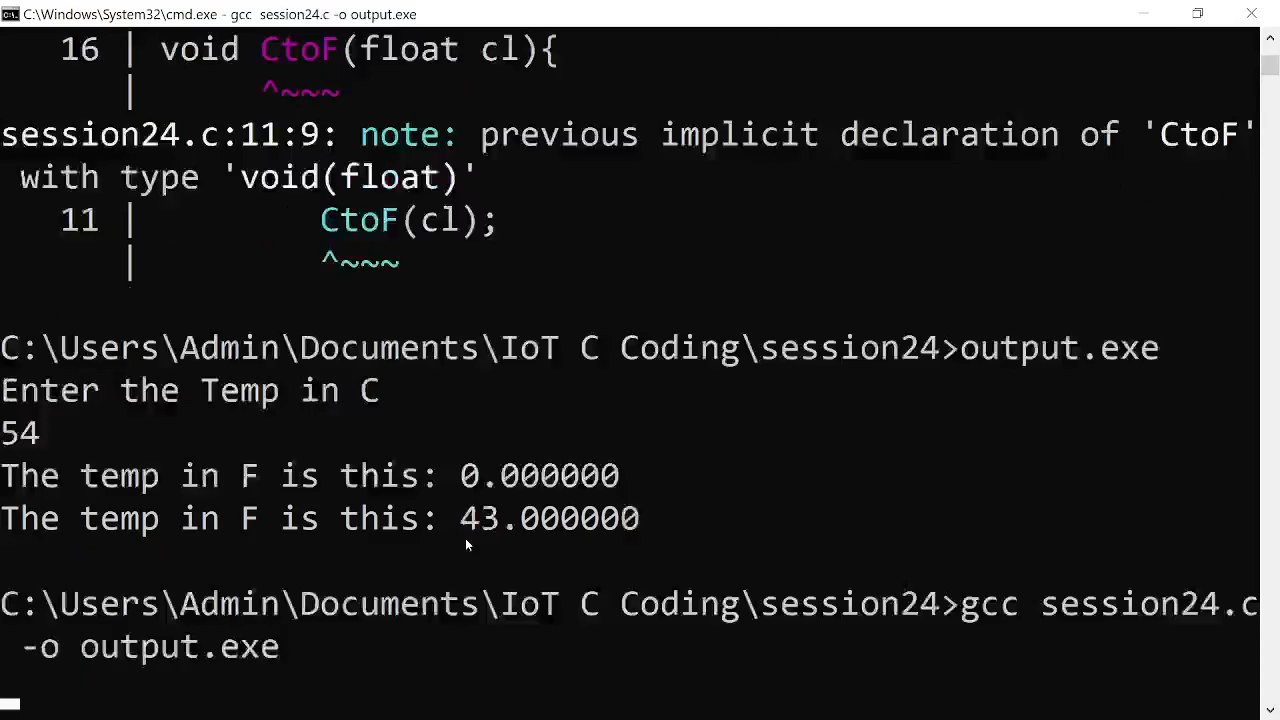 C:\Windows\System32\cmd.exe - gcc  session24.c -o output.exe
16 | void CtoF(float cl){
|      ^~~~
session24.c:11:9: note: previous implicit declaration of 'CtoF'
with type 'void(float)'
11 |         CtoF(cl);
|         ^~~~
C:\Users\Admin\Documents\IoT C Coding\session24>output.exe
Enter the Temp in C
54
The temp in F is this: 0.000000
The temp in F is this: 43.000000
C:\Users\Admin\Documents\IoT C Coding\session24>gcc session24.c
-o output.exe